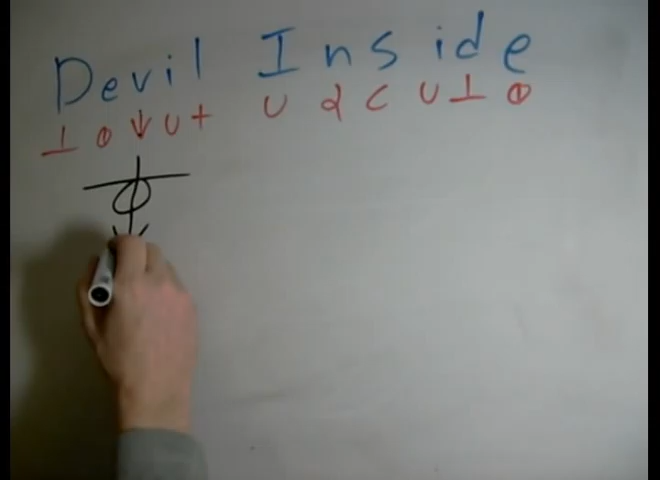 Devil Inside
⊥ ⏀ ↓ ∪ + ∪ ᖱ ⊂ ∪ ⊥ ⏀